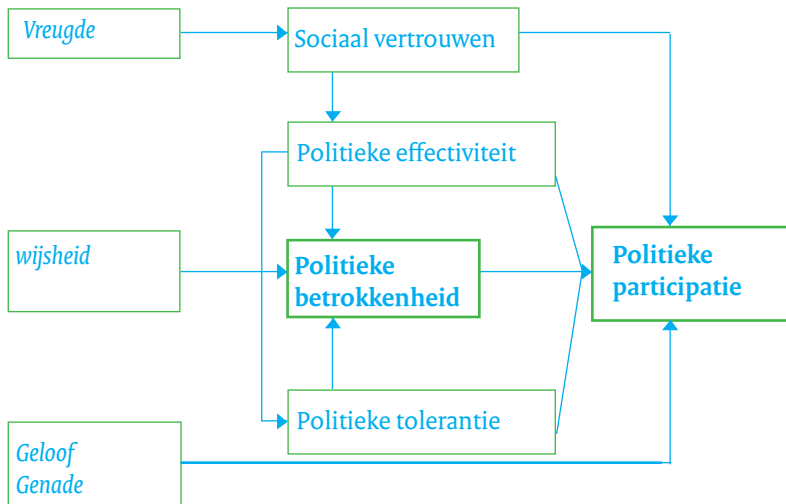 Vreugde
Sociaal vertrouwen
Politieke effectiviteit
wijsheid
Politieke
betrokkenheid
Politieke
participatie
Politieke tolerantie
Geloof
Genade